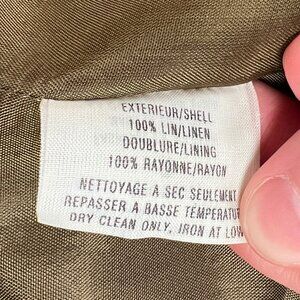 EXTERIEUR/SHELL
100% LIN/LINEN
DOUBLURE/LINING
100% RAYONNE/RAYON
NETTOYAGE A SEC SEULEMENT
REPASSER A BASSE TEMPERATU
DRY CLEAN ONLY, IRON AT LOW